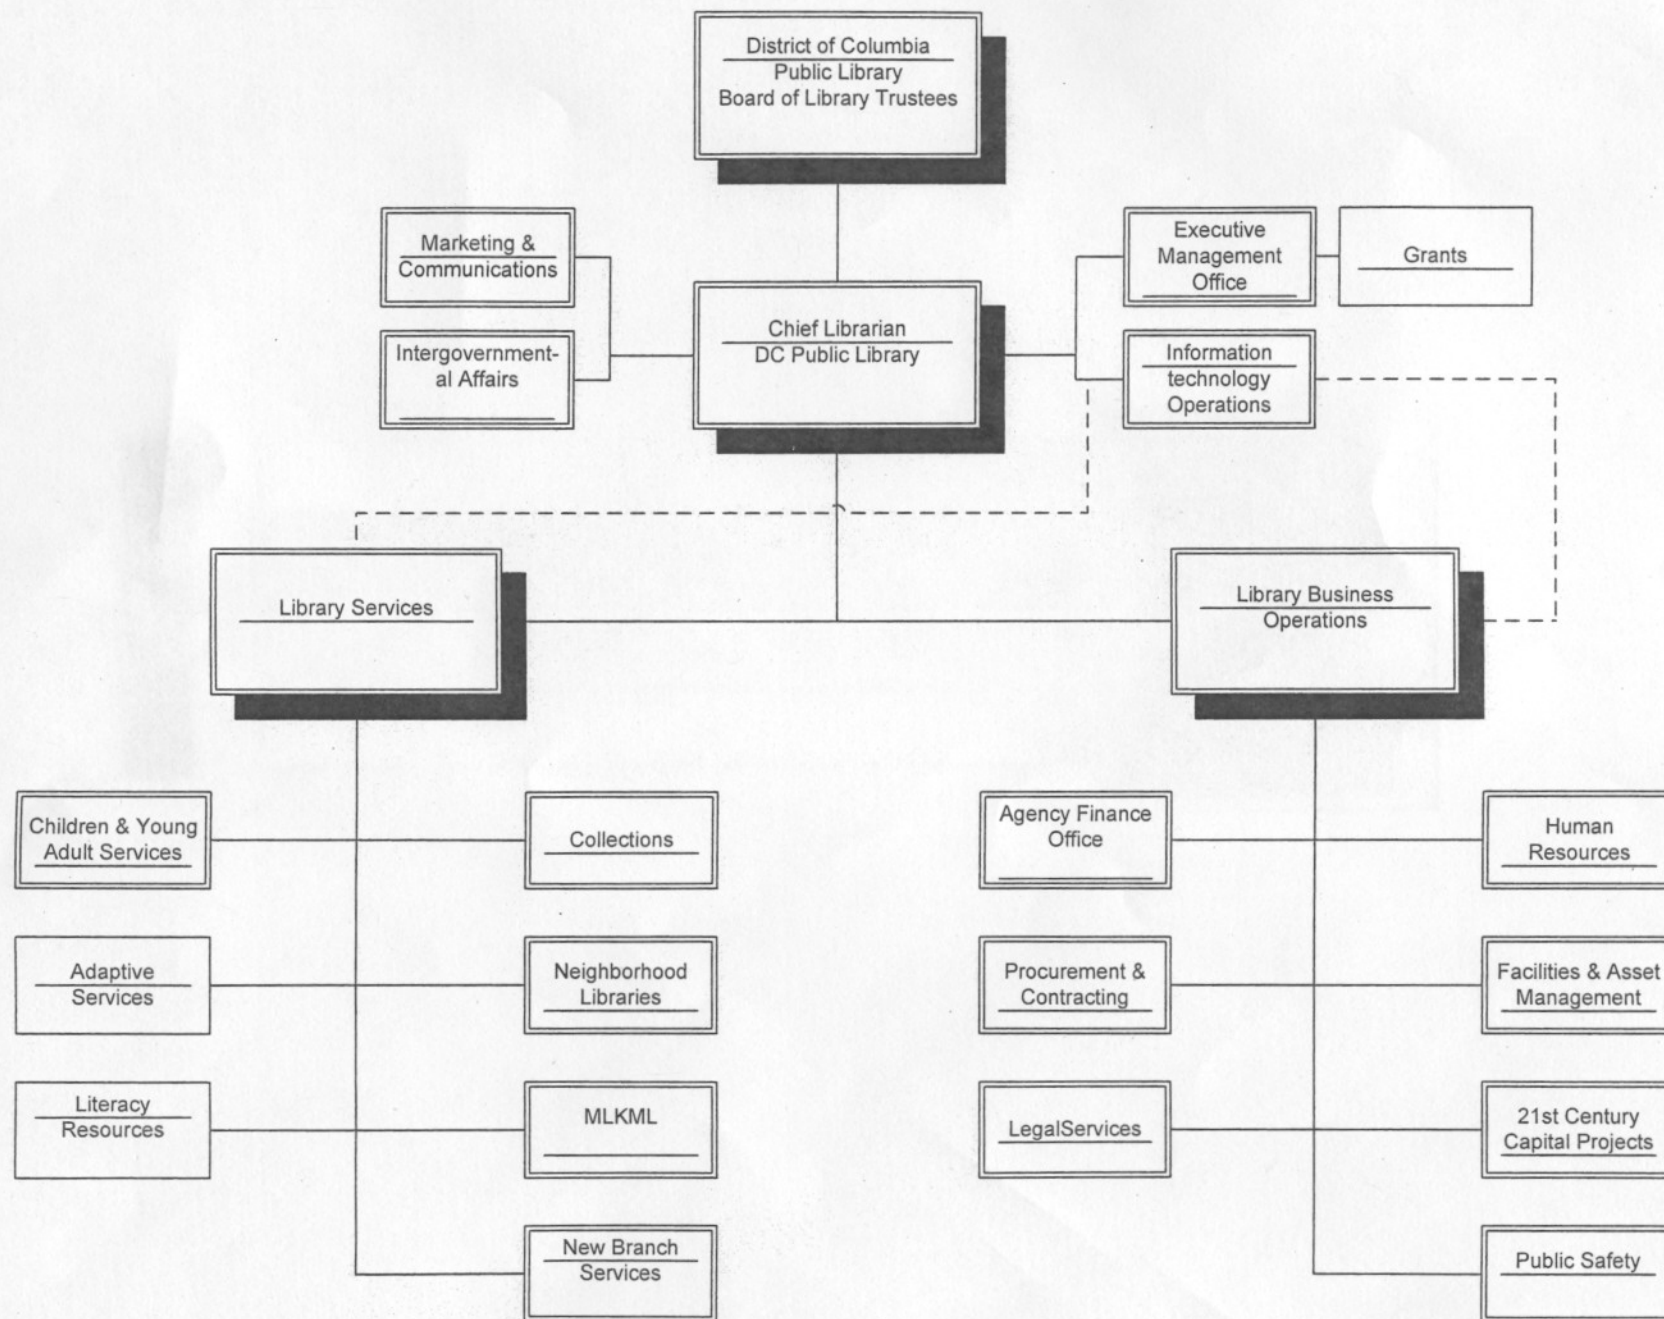 District of Columbia
Public Library
Board of Library Trustees
Marketing &
Communications
Executive
Management
Office
Grants
Intergovernment-
al Affairs
Chief Librarian
DC Public Library
Information
technology
Operations
Library Services
Library Business
Operations
Children & Young
Adult Services
Collections
Agency Finance
Office
Human
Resources
Adaptive
Services
Neighborhood
Libraries
Procurement &
Contracting
Facilities & Asset
Management
Literacy
Resources
MLKML
LegalServices
21st Century
Capital Projects
New Branch
Services
Public Safety